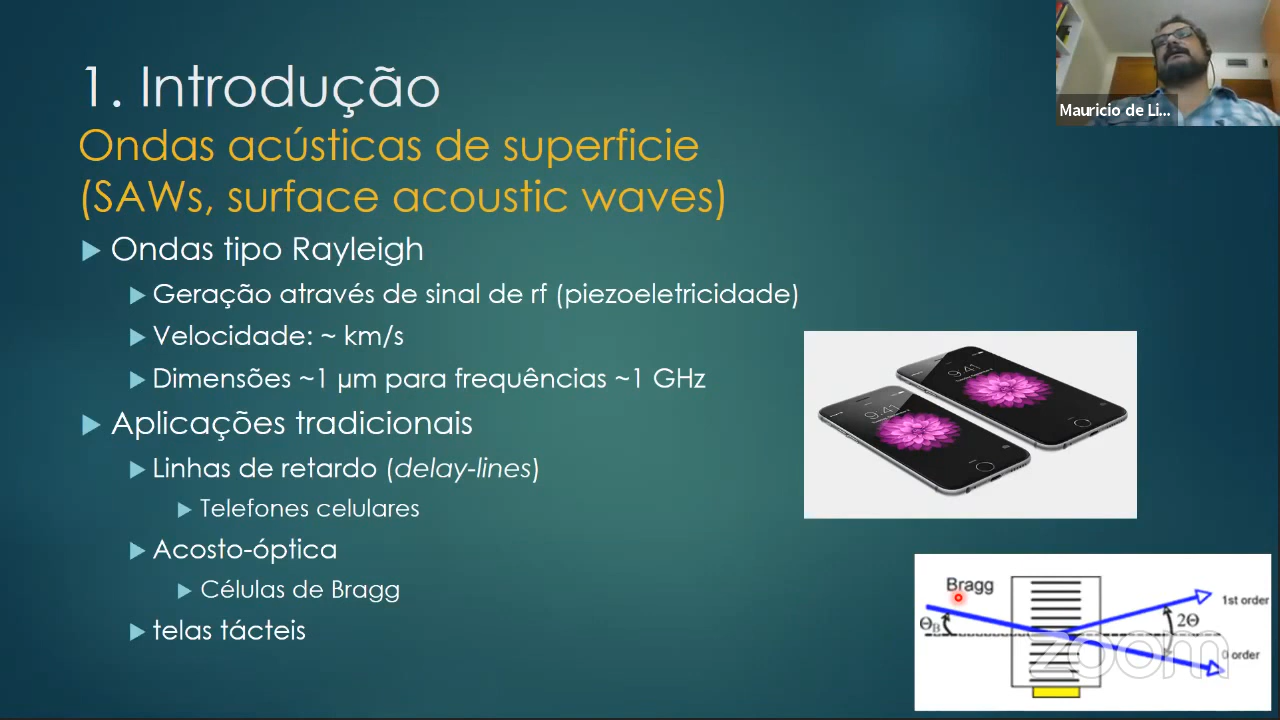 1. Introdução
Ondas acústicas de superficie
(SAWs, surface acoustic waves)
Ondas tipo Rayleigh
Geração através de sinal de rf (piezoeletricidade)
Velocidade: ~ km/s
Dimensões ~1 µm para frequências ~1 GHz
Aplicações tradicionais
Linhas de retardo (delay-lines)
Telefones celulares
Acosto-óptica
Células de Bragg
telas tácteis
Mauricio de Li...
9:41
9:41
Bragg
1st order
ΘB
2Θ
0 order
zoom